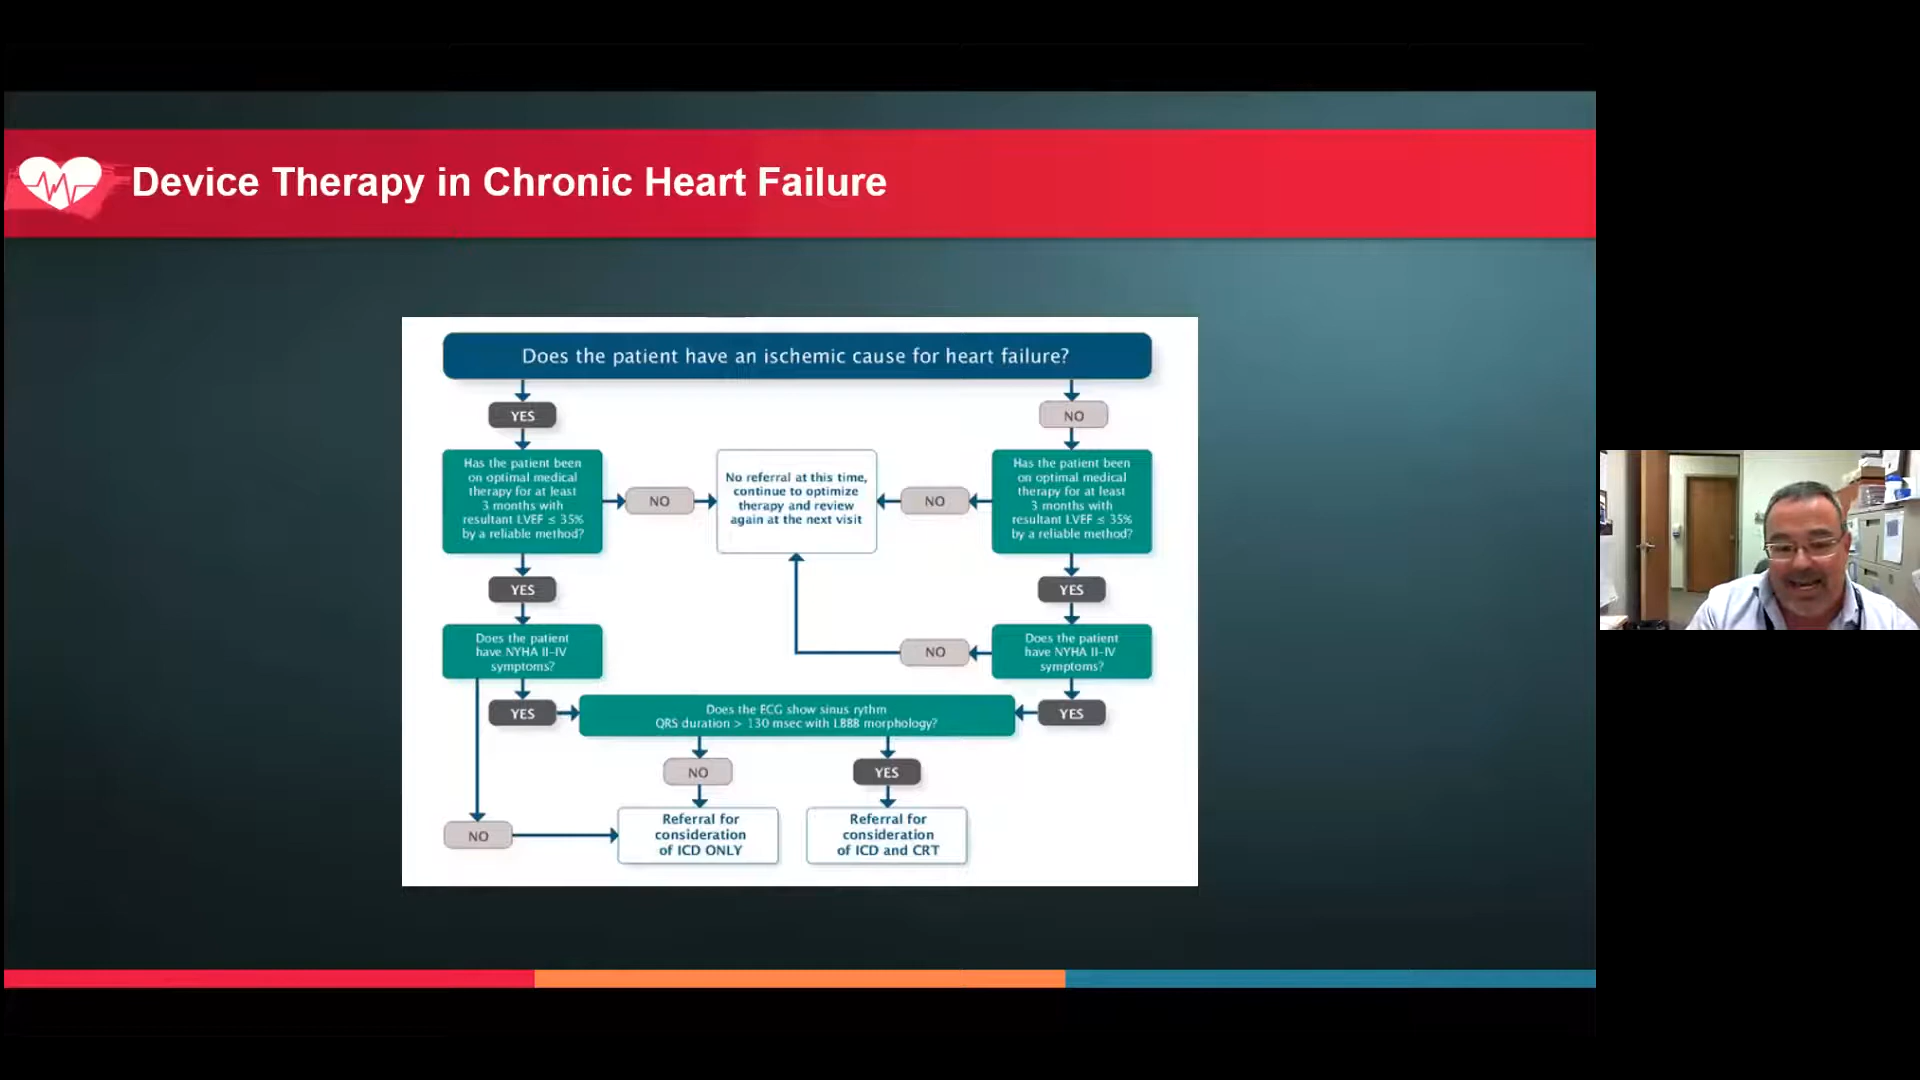 Device Therapy in Chronic Heart Failure
Does the patient have an ischemic cause for heart failure?
YES
NO
Has the patient been
on optimal medical
therapy for at least
3 months with
resultant LVEF ≤ 35%
by a reliable method?
NO
No referral at this time,
continue to optimize
therapy and review
again at the next visit
NO
Has the patient been
on optimal medical
therapy for at least
3 months with
resultant LVEF ≤ 35%
by a reliable method?
YES
YES
Does the patient
have NYHA II-IV
symptoms?
NO
Does the patient
have NYHA II-IV
symptoms?
YES
Does the ECG show sinus rythm
QRS duration > 130 msec with LBBB morphology?
YES
NO
YES
NO
Referral for
consideration
of ICD ONLY
Referral for
consideration
of ICD and CRT